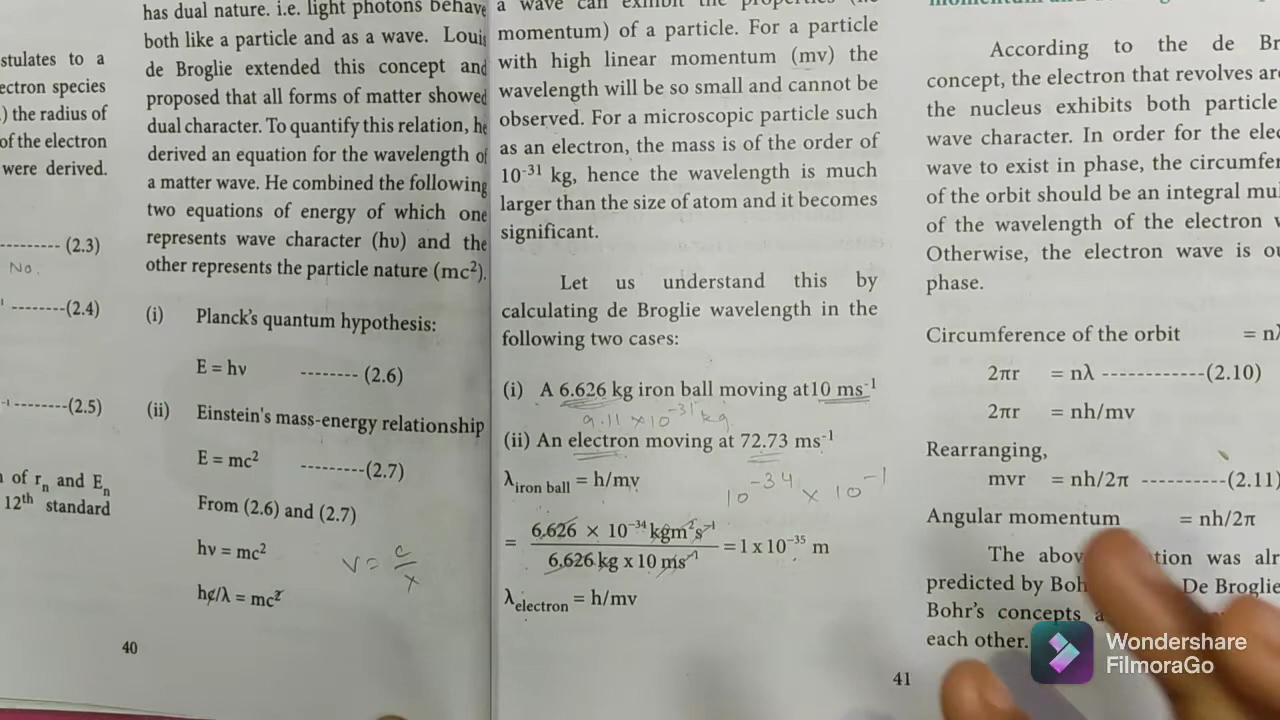 stulates to a
ectron species
.) the radius of
of the electron
were derived.
---------- (2.3)
No.
--------(2.4)
--------(2.5)
of rn and En
12th standard
has dual nature. i.e. light photons behave
both like a particle and as a wave. Louis
de Broglie extended this concept and
proposed that all forms of matter showed
dual character. To quantify this relation, he
derived an equation for the wavelength of
a matter wave. He combined the following
two equations of energy of which one
represents wave character (hυ) and the
other represents the particle nature (mc²).
(i) Planck's quantum hypothesis:
E = hν -------- (2.6)
(ii) Einstein's mass-energy relationship
E = mc² ---------(2.7)
From (2.6) and (2.7)
hν = mc²
ν = c/λ
hc/λ = mc²
40
a wave can exhibit the properties
momentum) of a particle. For a particle
with high linear momentum (mv) the
wavelength will be so small and cannot be
observed. For a microscopic particle such
as an electron, the mass is of the order of
10⁻³¹ kg, hence the wavelength is much
larger than the size of atom and it becomes
significant.
Let us understand this by
calculating de Broglie wavelength in the
following two cases:
(i) A 6.626 kg iron ball moving at10 ms⁻¹
9.11 x10⁻³¹ kg.
(ii) An electron moving at 72.73 ms⁻¹
λiron ball = h/mv
10⁻³⁴ x 10⁻¹
= 6.626 × 10⁻³⁴ kgm²s⁻¹ / 6.626 kg x 10 ms⁻¹ = 1 x 10⁻³⁵ m
λelectron = h/mv
41
According to the de Br
concept, the electron that revolves aro
the nucleus exhibits both particle
wave character. In order for the elec
wave to exist in phase, the circumfer
of the orbit should be an integral mul
of the wavelength of the electron w
Otherwise, the electron wave is ou
phase.
Circumference of the orbit = nλ
2πr = nλ ------------(2.10)
2πr = nh/mv
Rearranging,
mvr = nh/2π ----------(2.11)
Angular momentum = nh/2π
The abov tion was alr
predicted by Boh De Broglie
Bohr's concepts a
each other.
Wondershare
FilmoraGo